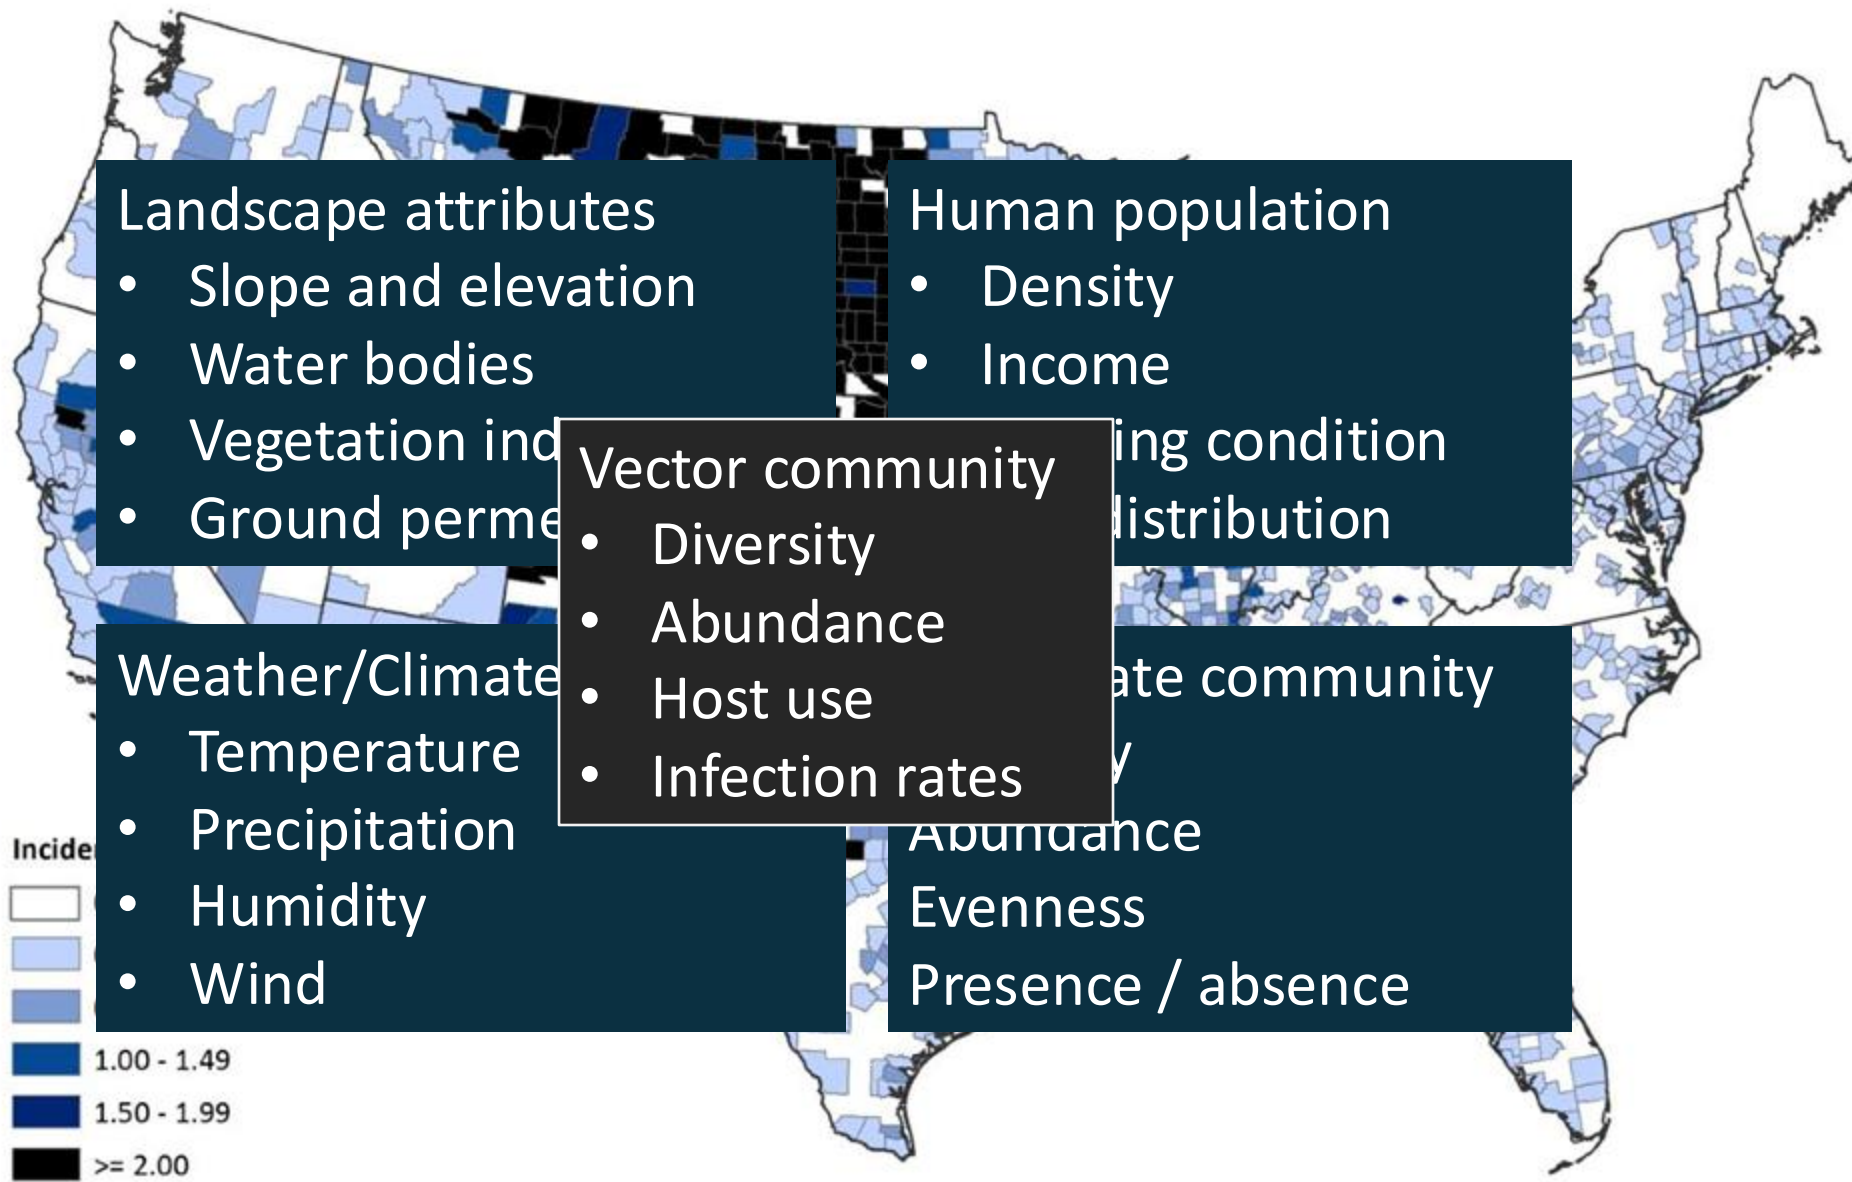 Landscape attributes
• Slope and elevation
• Water bodies
• Vegetation ind
• Ground perme
Human population
• Density
• Income
ing condition
distribution
Vector community
• Diversity
• Abundance
• Host use
• Infection rates
Weather/Climate
• Temperature
• Precipitation
• Humidity
• Wind
ate community
y
Abundance
Evenness
Presence / absence
Incide
1.00 - 1.49
1.50 - 1.99
>= 2.00